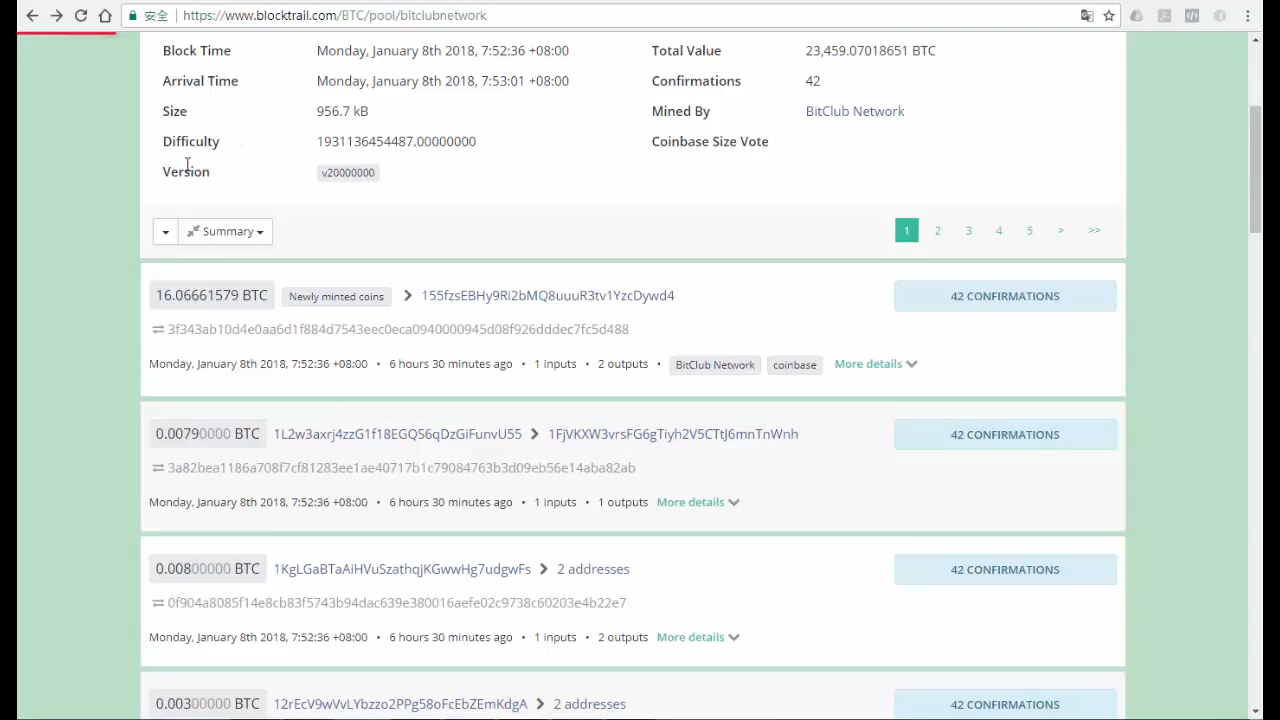 安全 https://www.blocktrail.com/BTC/pool/bitclubnetwork
Block Time Monday, January 8th 2018, 7:52:36 +08:00 Total Value 23,459.07018651 BTC
Arrival Time Monday, January 8th 2018, 7:53:01 +08:00 Confirmations 42
Size 956.7 kB Mined By BitClub Network
Difficulty 1931136454487.00000000 Coinbase Size Vote
Version v20000000
Summary 1 2 3 4 5 > >>
16.06661579 BTC Newly minted coins 155fzsEBHy9Ri2bMQ8uuuR3tv1YzcDywd4 42 CONFIRMATIONS
3f343ab10d4e0aa6d1f884d7543eec0eca0940000945d08f926dddec7fc5d488
Monday, January 8th 2018, 7:52:36 +08:00 • 6 hours 30 minutes ago • 1 inputs • 2 outputs • BitClub Network coinbase More details
0.00790000 BTC 1L2w3axrj4zzG1f18EGQS6qDzGiFunvU55 1FjVKXW3vrsFG6gTiyh2V5CTtJ6mnTnWnh 42 CONFIRMATIONS
3a82bea1186a708f7cf81283ee1ae40717b1c79084763b3d09eb56e14aba82ab
Monday, January 8th 2018, 7:52:36 +08:00 • 6 hours 30 minutes ago • 1 inputs • 1 outputs More details
0.00800000 BTC 1KgLGaBTaAiHVuSzathqjKGwwHg7udgwFs 2 addresses 42 CONFIRMATIONS
0f904a8085f14e8cb83f5743b94dac639e380016aefe02c9738c60203e4b22e7
Monday, January 8th 2018, 7:52:36 +08:00 • 6 hours 30 minutes ago • 1 inputs • 2 outputs More details
0.00300000 BTC 12rEcV9wVvLYbzzo2PPg58oFcEbZEmKdgA 2 addresses 42 CONFIRMATIONS